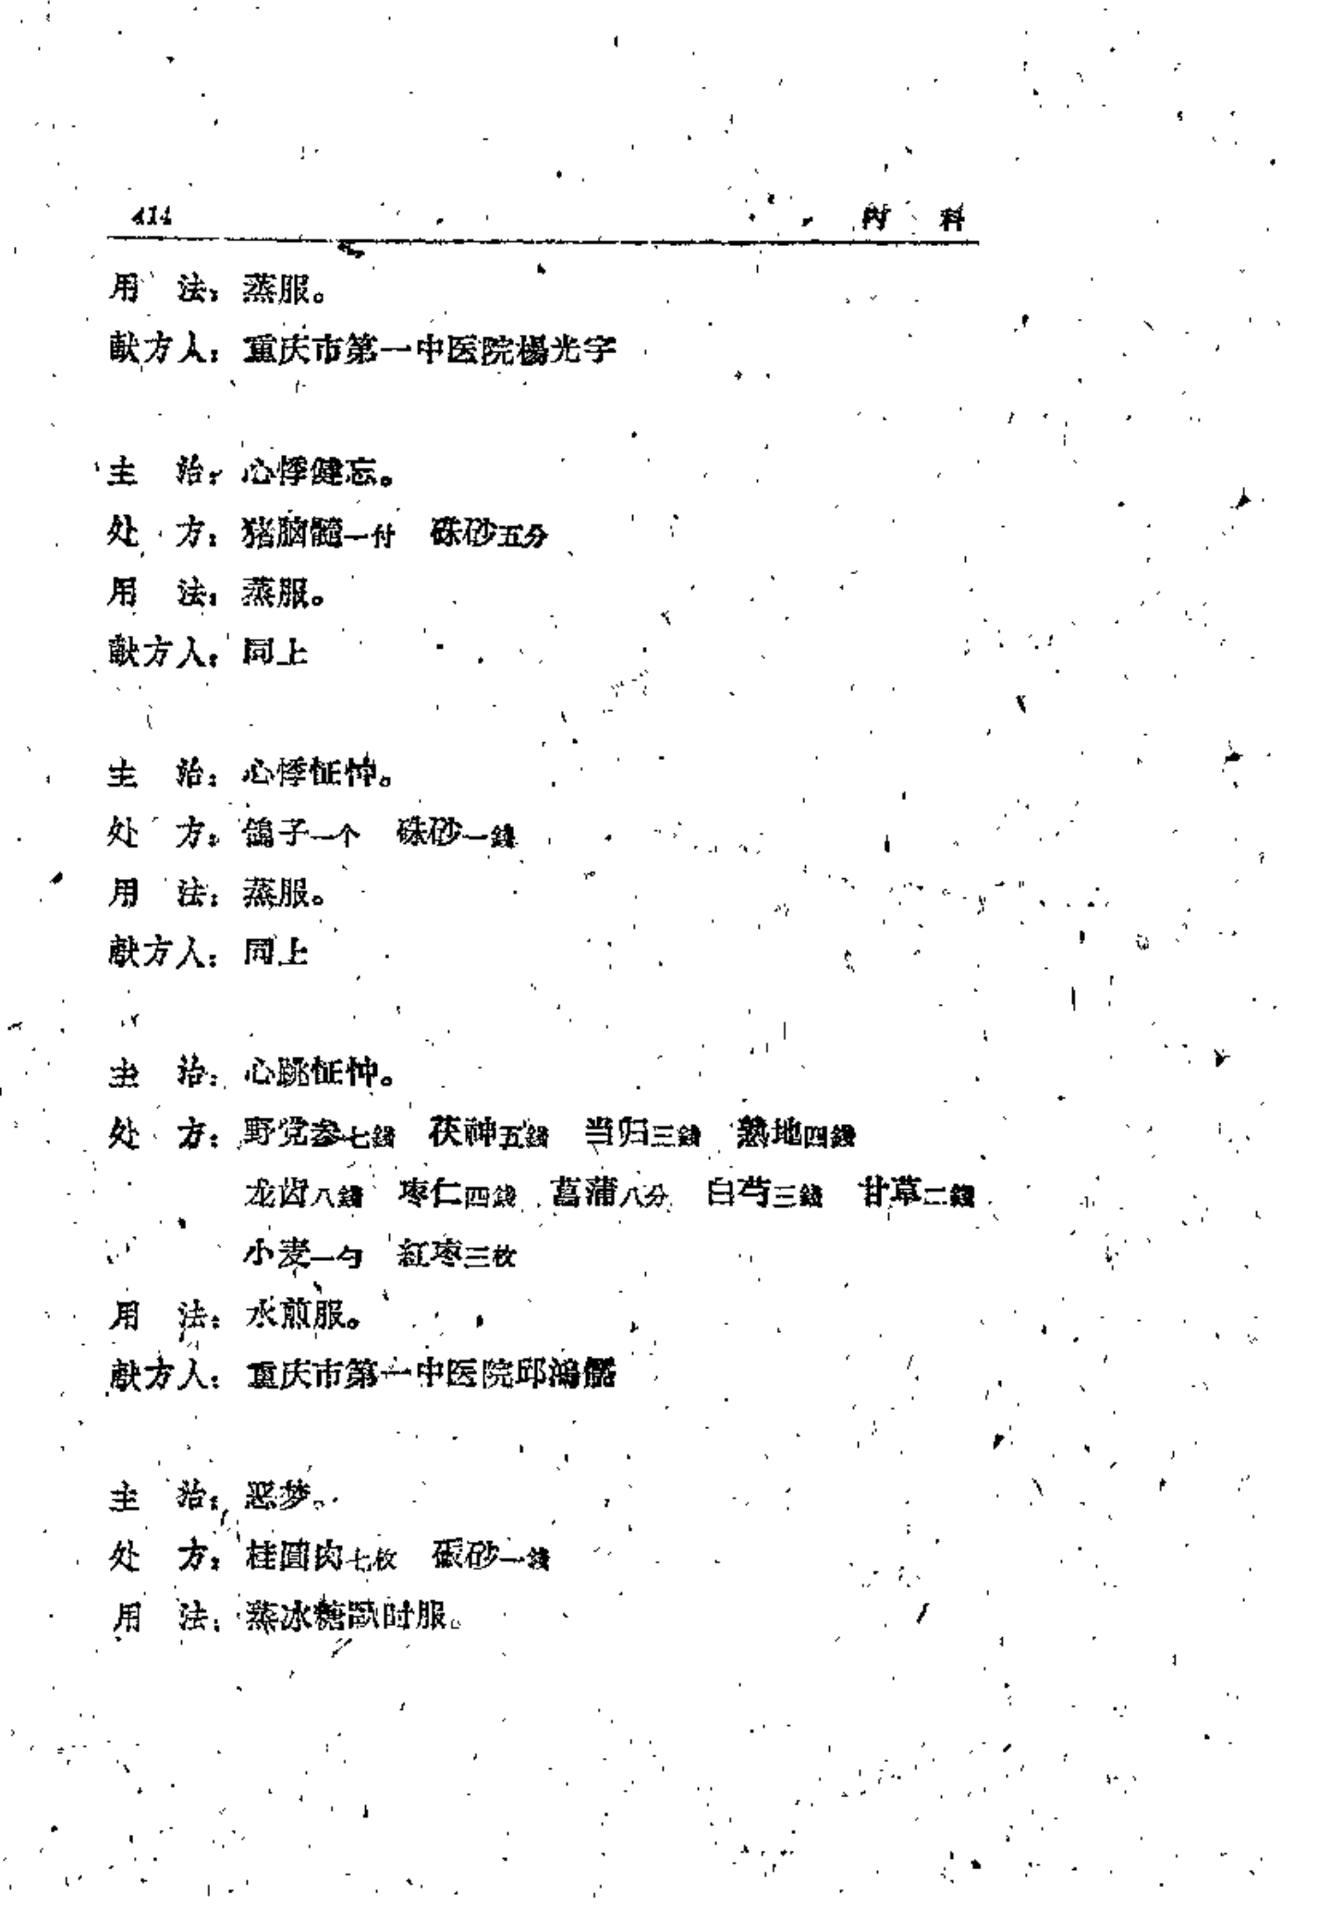 414 内 科
用 法：蒸服。
献方人：重庆市第一中医院楊光宇
主 治：心悸健忘。
处 方：猪脑髓一付 硃砂五分
用 法：蒸服。
献方人：同上
主 治：心悸怔忡。
处 方：鴿子一个 硃砂一錢
用 法：蒸服。
献方人：同上
主 治：心跳怔忡。
处 方：野党参七錢 茯神五錢 当归三錢 熟地四錢
龙齿八錢 枣仁四錢 菖蒲八分 白芍三錢 甘草二錢
小麦一勺 紅枣三枚
用 法：水煎服。
献方人：重庆市第一中医院邱鴻儒
主 治：恶梦。
处 方：桂圓肉七枚 砂一錢
用 法：蒸冰糖 时服。